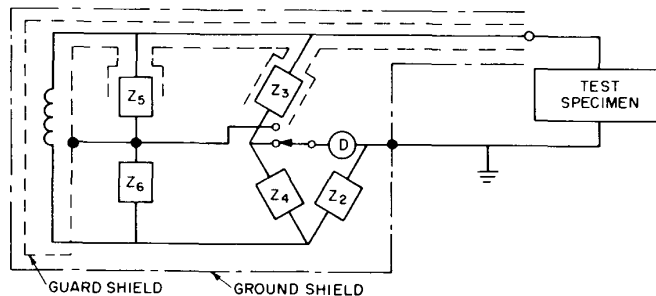 Z5
Z3
TEST
SPECIMEN
D
Z6
Z4
Z2
GUARD SHIELD
GROUND SHIELD